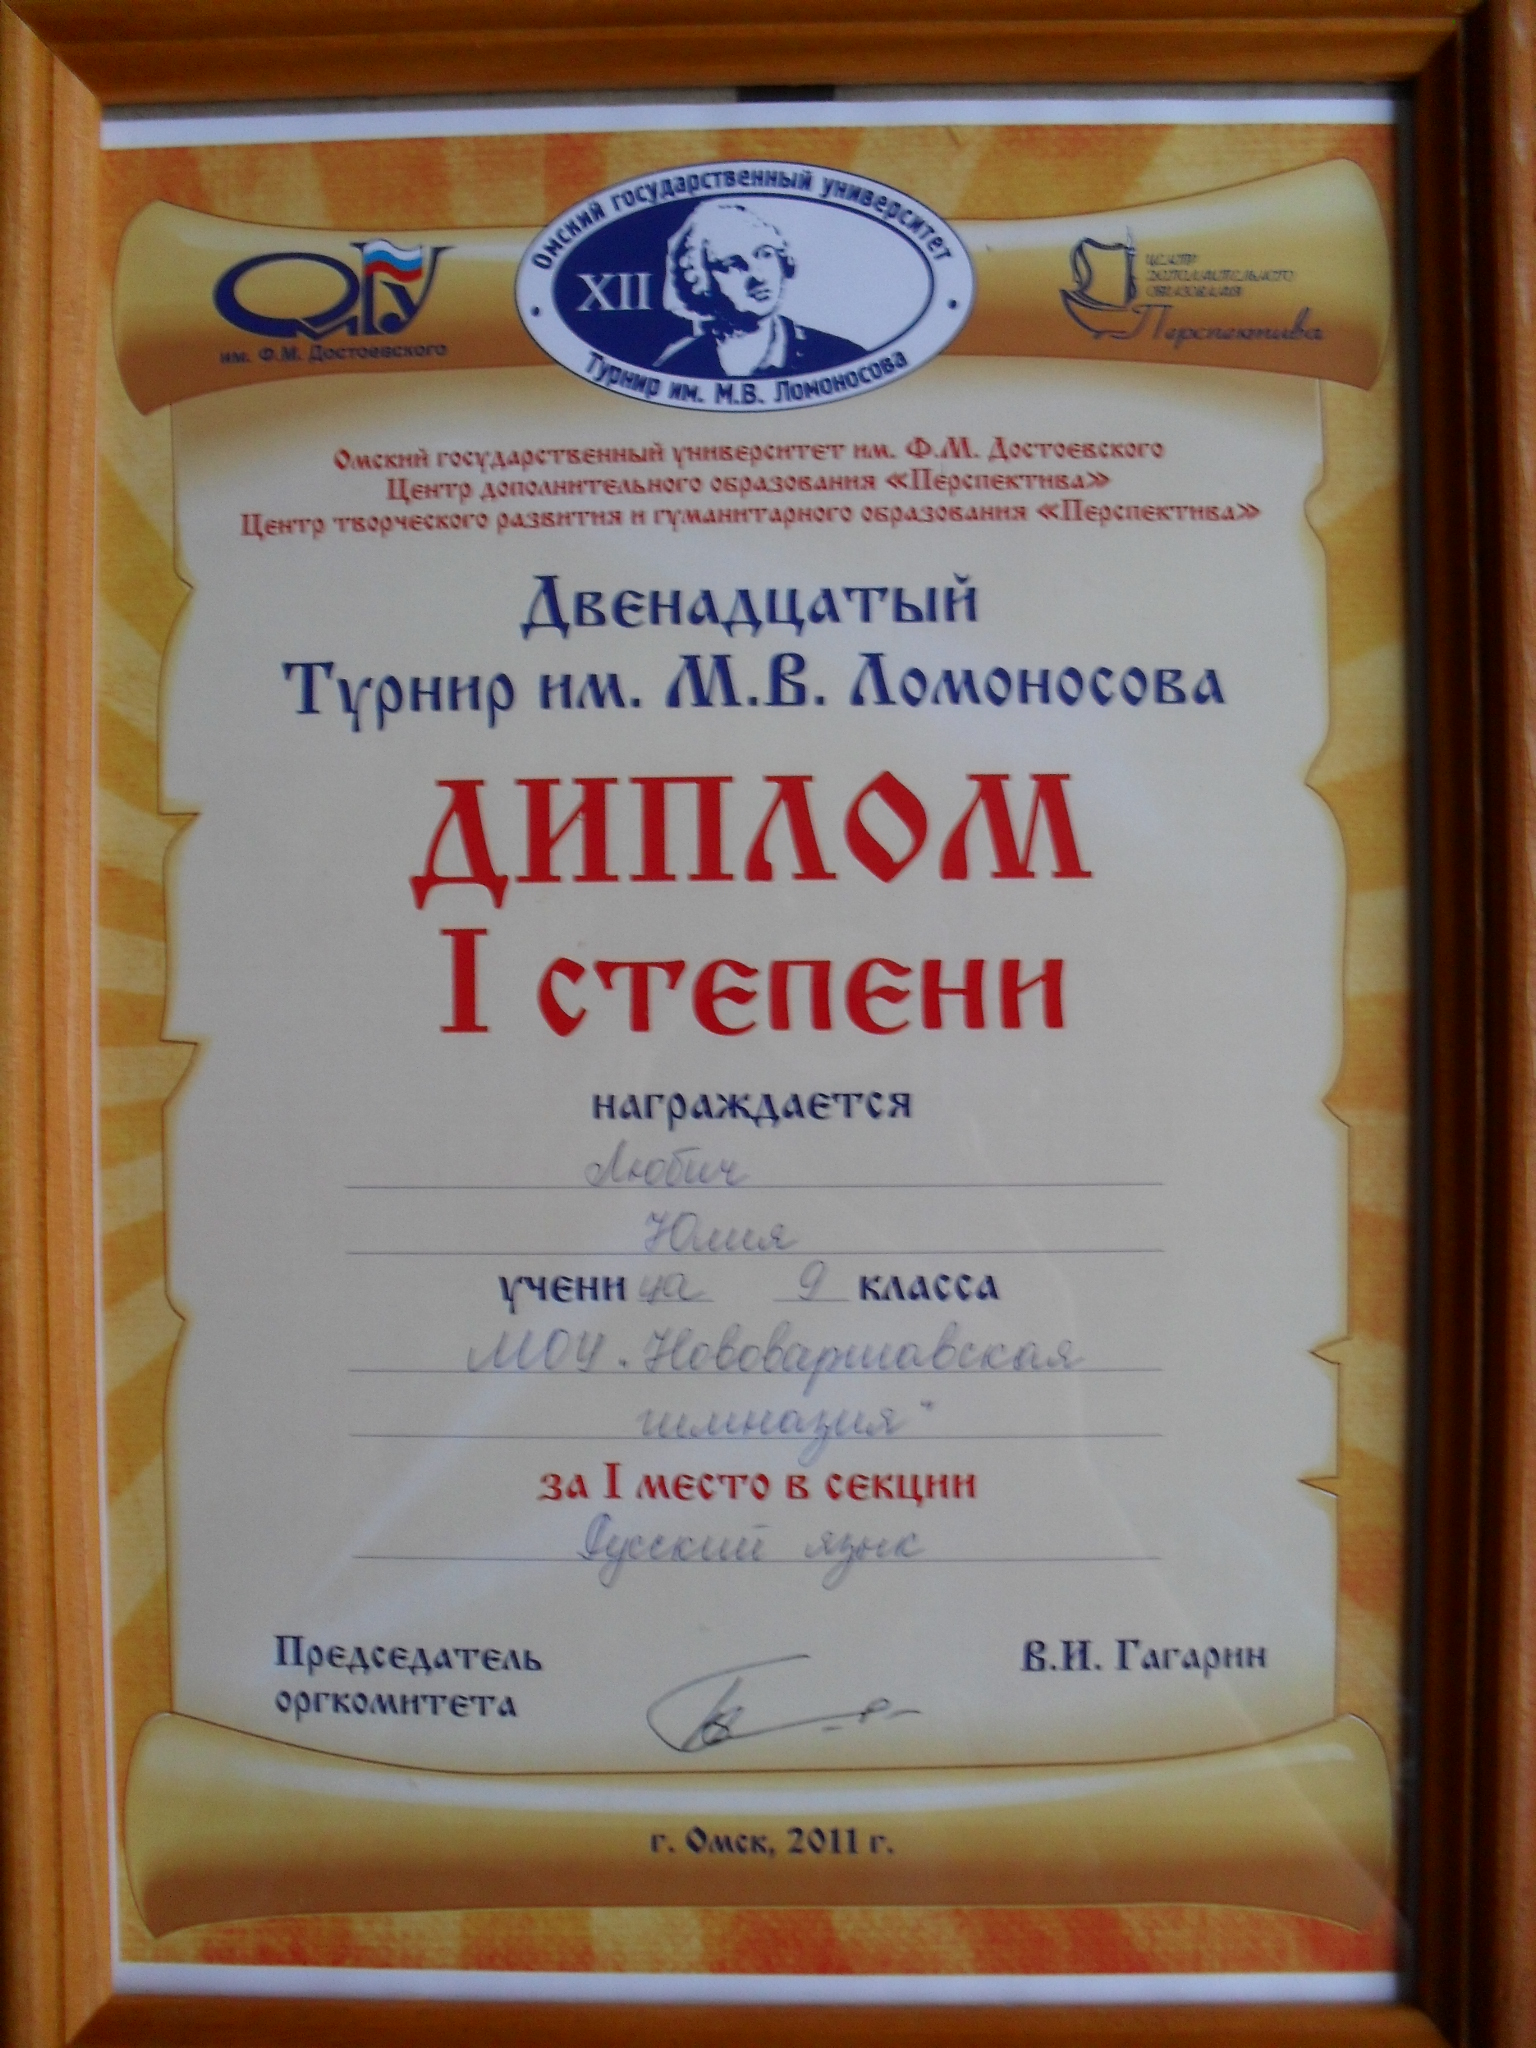 Омский государственный университет
XII
Турнир им. М.В. Ломоносова
ОмГУ
им. Ф.М. Достоевского
Центр
дополнительного
образования
Перспектива
Омский государственный университет им. Ф.М. Достоевского
Центр дополнительного образования «Перспектива»
Центр творческого развития и гуманитарного образования «Перспектива»
Двенадцатый
Турнир им. М.В. Ломоносова
ДИПЛОМ
I степени
награждается
Любич
Юлия
учени ца 9 класса
МОУ „Нововаршавская
гимназия"
за I место в секции
Русский язык
Председатель
оргкомитета
В.И. Гагарин
г. Омск, 2011 г.